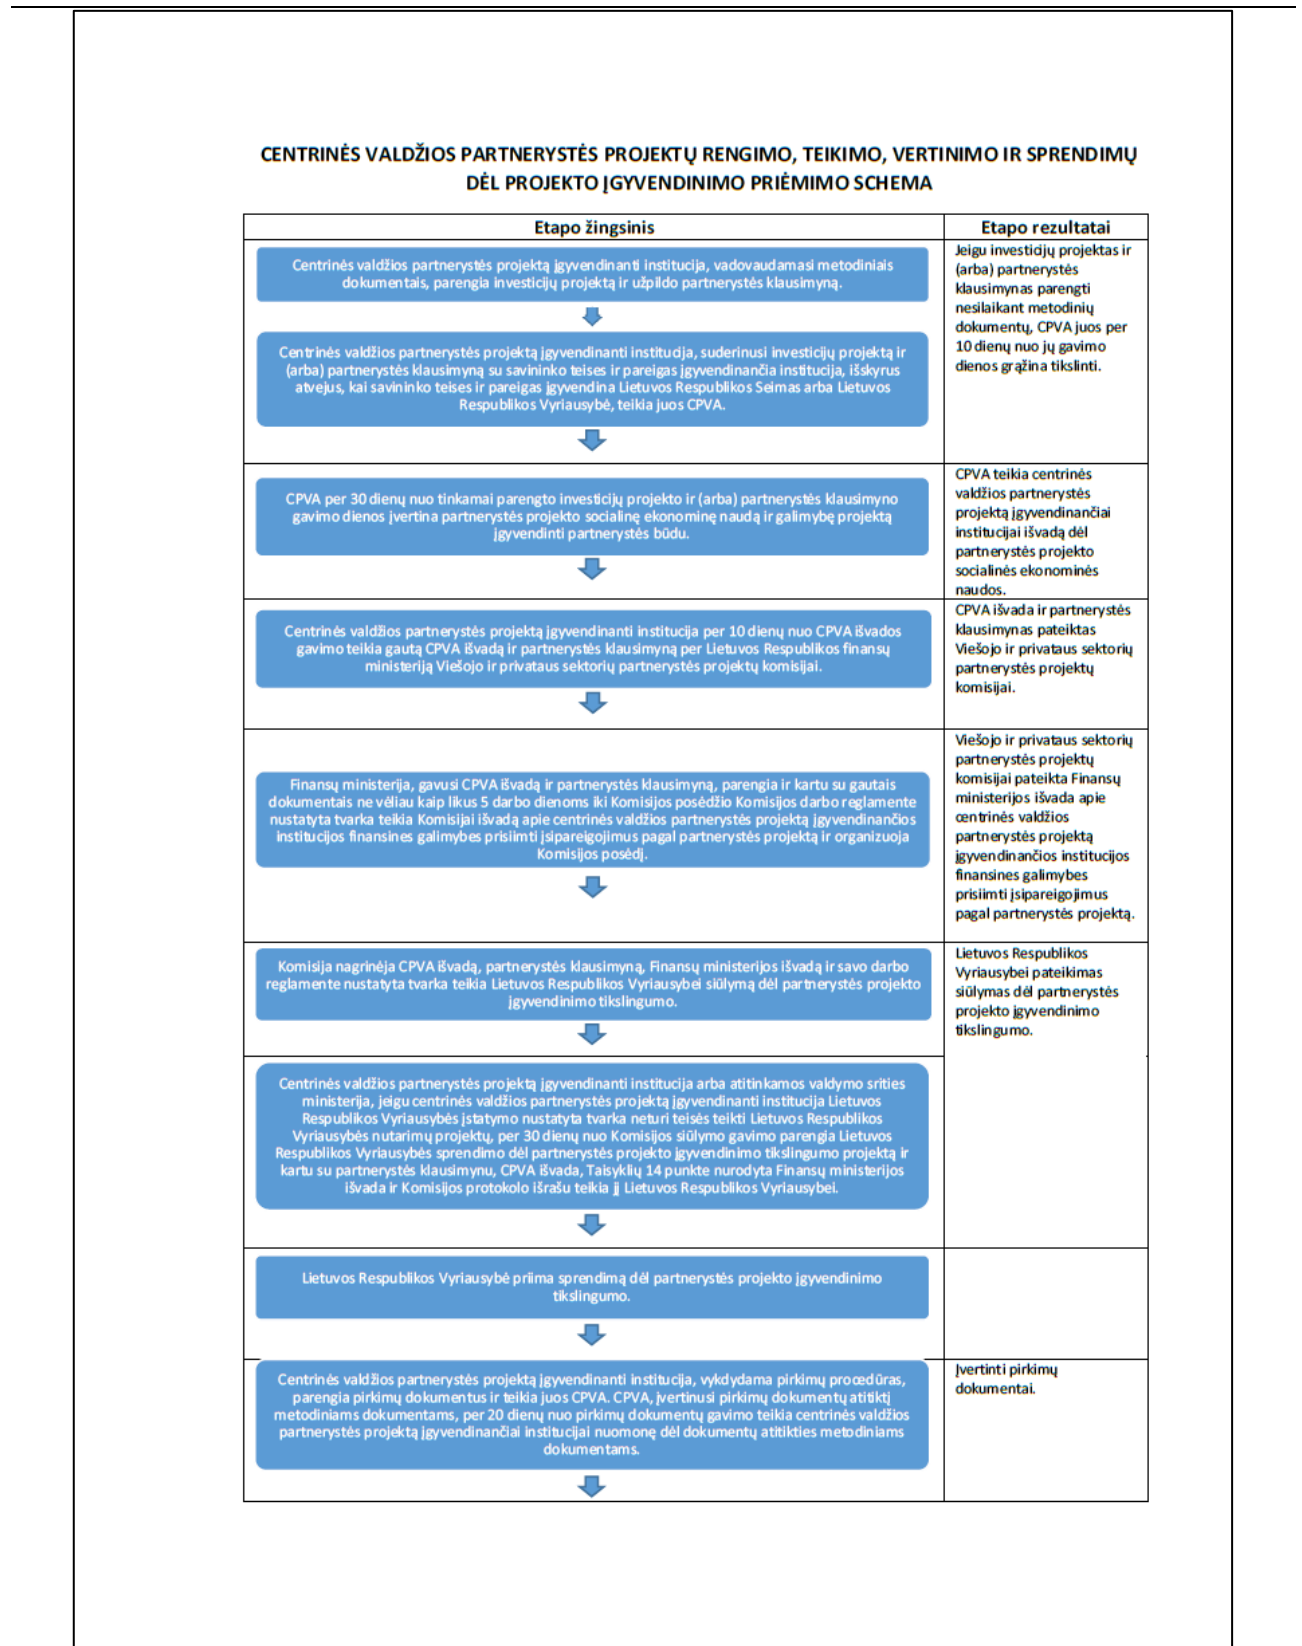 CENTRINĖS VALDŽIOS PARTNERYSTĖS PROJEKTŲ RENGIMO, TEIKIMO, VERTINIMO IR SPRENDIMŲ
DĖL PROJEKTO ĮGYVENDINIMO PRIĖMIMO SCHEMA
Etapo žingsinis
Etapo rezultatai
Centrinės valdžios partnerystės projektą įgyvendinanti institucija, vadovaudamasi metodiniais
dokumentais, parengia investicijų projektą ir užpildo partnerystės klausimyną.
Centrinės valdžios partnerystės projektą įgyvendinanti institucija, suderinusi investicijų projektą ir
(arba) partnerystės klausimyną su savininko teises ir pareigas įgyvendinančia institucija, išskyrus
atvejus, kai savininko teises ir pareigas įgyvendina Lietuvos Respublikos Seimas arba Lietuvos
Respublikos Vyriausybė, teikia juos CPVA.
Jeigu investicijų projektas ir
(arba) partnerystės
klausimynas parengti
nesilaikant metodinių
dokumentų, CPVA juos per
10 dienų nuo jų gavimo
dienos grąžina tikslinti.
CPVA per 30 dienų nuo tinkamai parengto investicijų projekto ir (arba) partnerystės klausimyno
gavimo dienos įvertina partnerystės projekto socialinę ekonominę naudą ir galimybę projektą
įgyvendinti partnerystės būdu.
CPVA teikia centrinės
valdžios partnerystės
projektą įgyvendinančiai
institucijai išvadą dėl
partnerystės projekto
socialinės ekonominės
naudos.
Centrinės valdžios partnerystės projektą įgyvendinanti institucija per 10 dienų nuo CPVA išvados
gavimo teikia gautą CPVA išvadą ir partnerystės klausimyną per Lietuvos Respublikos finansų
ministeriją Viešojo ir privataus sektorių partnerystės projektų komisijai.
CPVA išvada ir partnerystės
klausimynas pateiktas
Viešojo ir privataus sektorių
partnerystės projektų
komisijai.
Finansų ministerija, gavusi CPVA išvadą ir partnerystės klausimyną, parengia ir kartu su gautais
dokumentais ne vėliau kaip likus 5 darbo dienoms iki Komisijos posėdžio Komisijos darbo reglamente
nustatyta tvarka teikia Komisijai išvadą apie centrinės valdžios partnerystės projektą įgyvendinančios
institucijos finansines galimybes prisiimti įsipareigojimus pagal partnerystės projektą ir organizuoja
Komisijos posėdį.
Viešojo ir privataus sektorių
partnerystės projektų
komisijai pateikta Finansų
ministerijos išvada apie
centrinės valdžios
partnerystės projektą
įgyvendinančios institucijos
finansines galimybes
prisiimti įsipareigojimus
pagal partnerystės projektą.
Komisija nagrinėja CPVA išvadą, partnerystės klausimyną, Finansų ministerijos išvadą ir savo darbo
reglamente nustatyta tvarka teikia Lietuvos Respublikos Vyriausybei siūlymą dėl partnerystės projekto
įgyvendinimo tikslingumo.
Lietuvos Respublikos
Vyriausybei pateikimas
siūlymas dėl partnerystės
projekto įgyvendinimo
tikslingumo.
Centrinės valdžios partnerystės projektą įgyvendinanti institucija arba atitinkamos valdymo srities
ministerija, jeigu centrinės valdžios partnerystės projektą įgyvendinanti institucija Lietuvos
Respublikos Vyriausybės įstatymo nustatyta tvarka neturi teisės teikti Lietuvos Respublikos
Vyriausybės nutarimų projektų, per 30 dienų nuo Komisijos siūlymo gavimo parengia Lietuvos
Respublikos Vyriausybės sprendimo dėl partnerystės projekto įgyvendinimo tikslingumo projektą ir
kartu su partnerystės klausimynu, CPVA išvada, Taisyklių 14 punkte nurodyta Finansų ministerijos
išvada ir Komisijos protokolo išrašu teikia jį Lietuvos Respublikos Vyriausybei.
Lietuvos Respublikos Vyriausybė priima sprendimą dėl partnerystės projekto įgyvendinimo
tikslingumo.
Centrinės valdžios partnerystės projektą įgyvendinanti institucija, vykdydama pirkimų procedūras,
parengia pirkimų dokumentus ir teikia juos CPVA. CPVA, įvertinusi pirkimų dokumentų atitiktį
metodiniams dokumentams, per 20 dienų nuo pirkimų dokumentų gavimo teikia centrinės valdžios
partnerystės projektą įgyvendinančiai institucijai nuomonę dėl dokumentų atitikties metodiniams
dokumentams.
Įvertinti pirkimų
dokumentai.